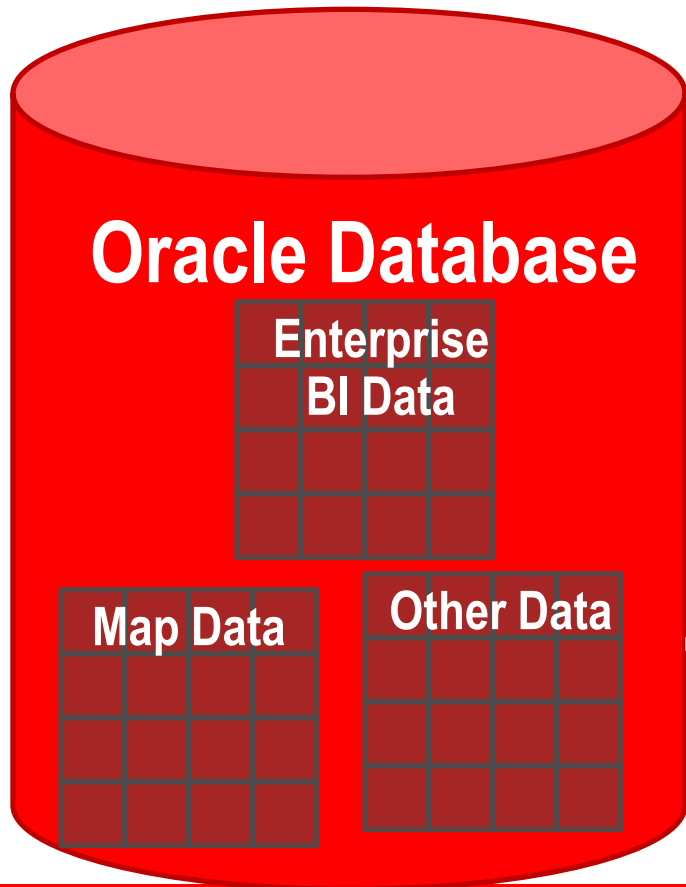 Oracle Database
Enterprise
BI Data
Map Data
Other Data